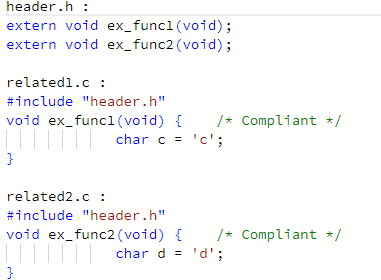 header.h :
extern void ex_func1(void);
extern void ex_func2(void);
related1.c :
#include "header.h"
void ex_func1(void) {    /* Compliant */
char c = 'c';
}
related2.c :
#include "header.h"
void ex_func2(void) {    /* Compliant */
char d = 'd';
}